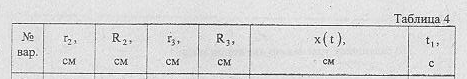 Таблица 4
№ вар. r₂, см R₂, см r₃, см R₃, см x(t), см t₁, с